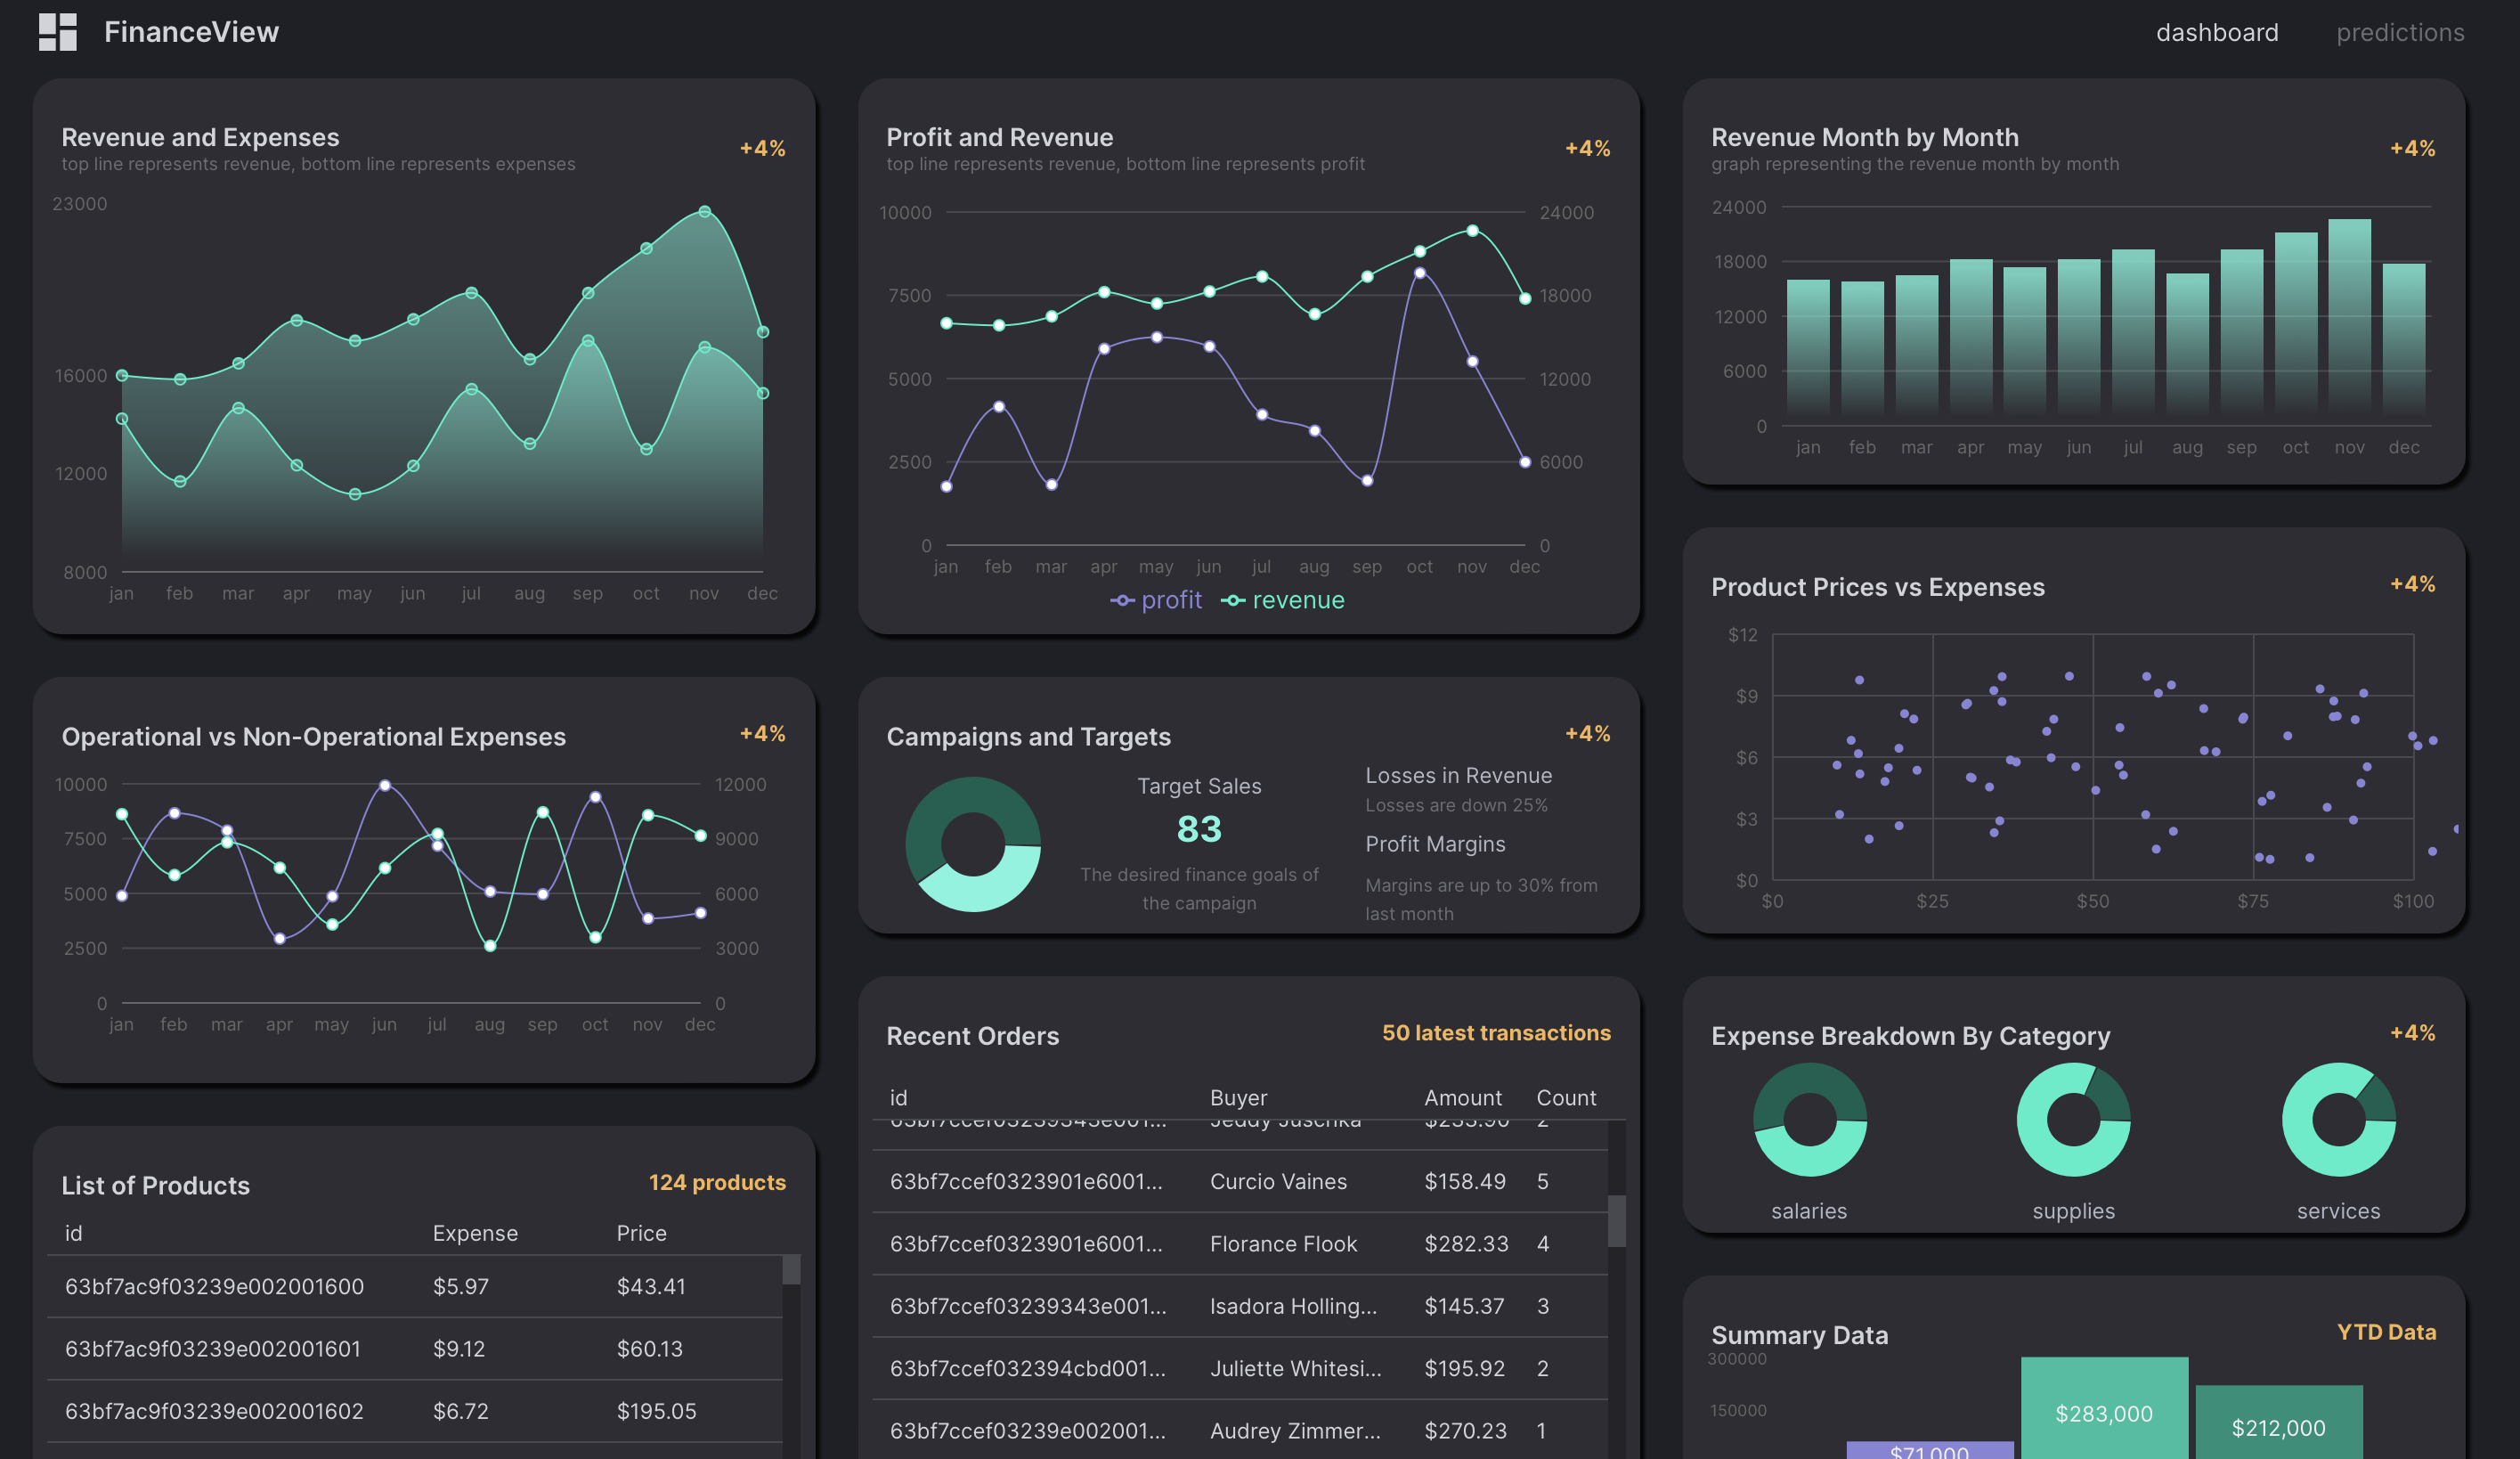 FinanceView
dashboard
predictions
Revenue and Expenses
+4%
top line represents revenue, bottom line represents expenses
23000
16000
12000
8000
jan feb mar apr may jun jul aug sep oct nov dec
Profit and Revenue
+4%
top line represents revenue, bottom line represents profit
10000 24000
7500 18000
5000 12000
2500 6000
0 0
jan feb mar apr may jun jul aug sep oct nov dec
profit revenue
Revenue Month by Month
+4%
graph representing the revenue month by month
24000
18000
12000
6000
0
jan feb mar apr may jun jul aug sep oct nov dec
Operational vs Non-Operational Expenses
+4%
10000 12000
7500 9000
5000 6000
2500 3000
0 0
jan feb mar apr may jun jul aug sep oct nov dec
Campaigns and Targets
+4%
Target Sales
83
The desired finance goals of
the campaign
Losses in Revenue
Losses are down 25%
Profit Margins
Margins are up to 30% from
last month
Product Prices vs Expenses
+4%
$12
$9
$6
$3
$0
$0 $25 $50 $75 $100
List of Products
124 products
id Expense Price
63bf7ac9f03239e002001600 $5.97 $43.41
63bf7ac9f03239e002001601 $9.12 $60.13
63bf7ac9f03239e002001602 $6.72 $195.05
Recent Orders
50 latest transactions
id Buyer Amount Count
63bf7ccef03239343e001... Jeddy Juschka $233.96 2
63bf7ccef0323901e6001... Curcio Vaines $158.49 5
63bf7ccef0323901e6001... Florance Flook $282.33 4
63bf7ccef03239343e001... Isadora Holling... $145.37 3
63bf7ccef032394cbd001... Juliette Whitesi... $195.92 2
63bf7ccef03239e002001... Audrey Zimmer... $270.23 1
Expense Breakdown By Category
+4%
salaries supplies services
Summary Data
YTD Data
300000
150000
$71,000
$283,000
$212,000